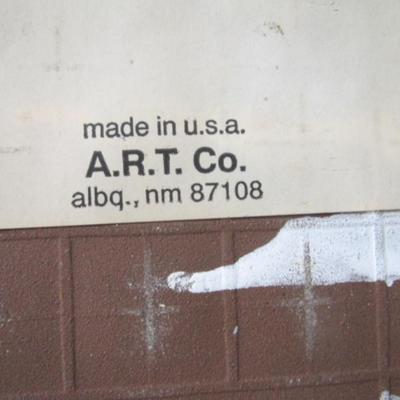 made in u.s.a.
A.R.T. Co.
albq., nm 87108